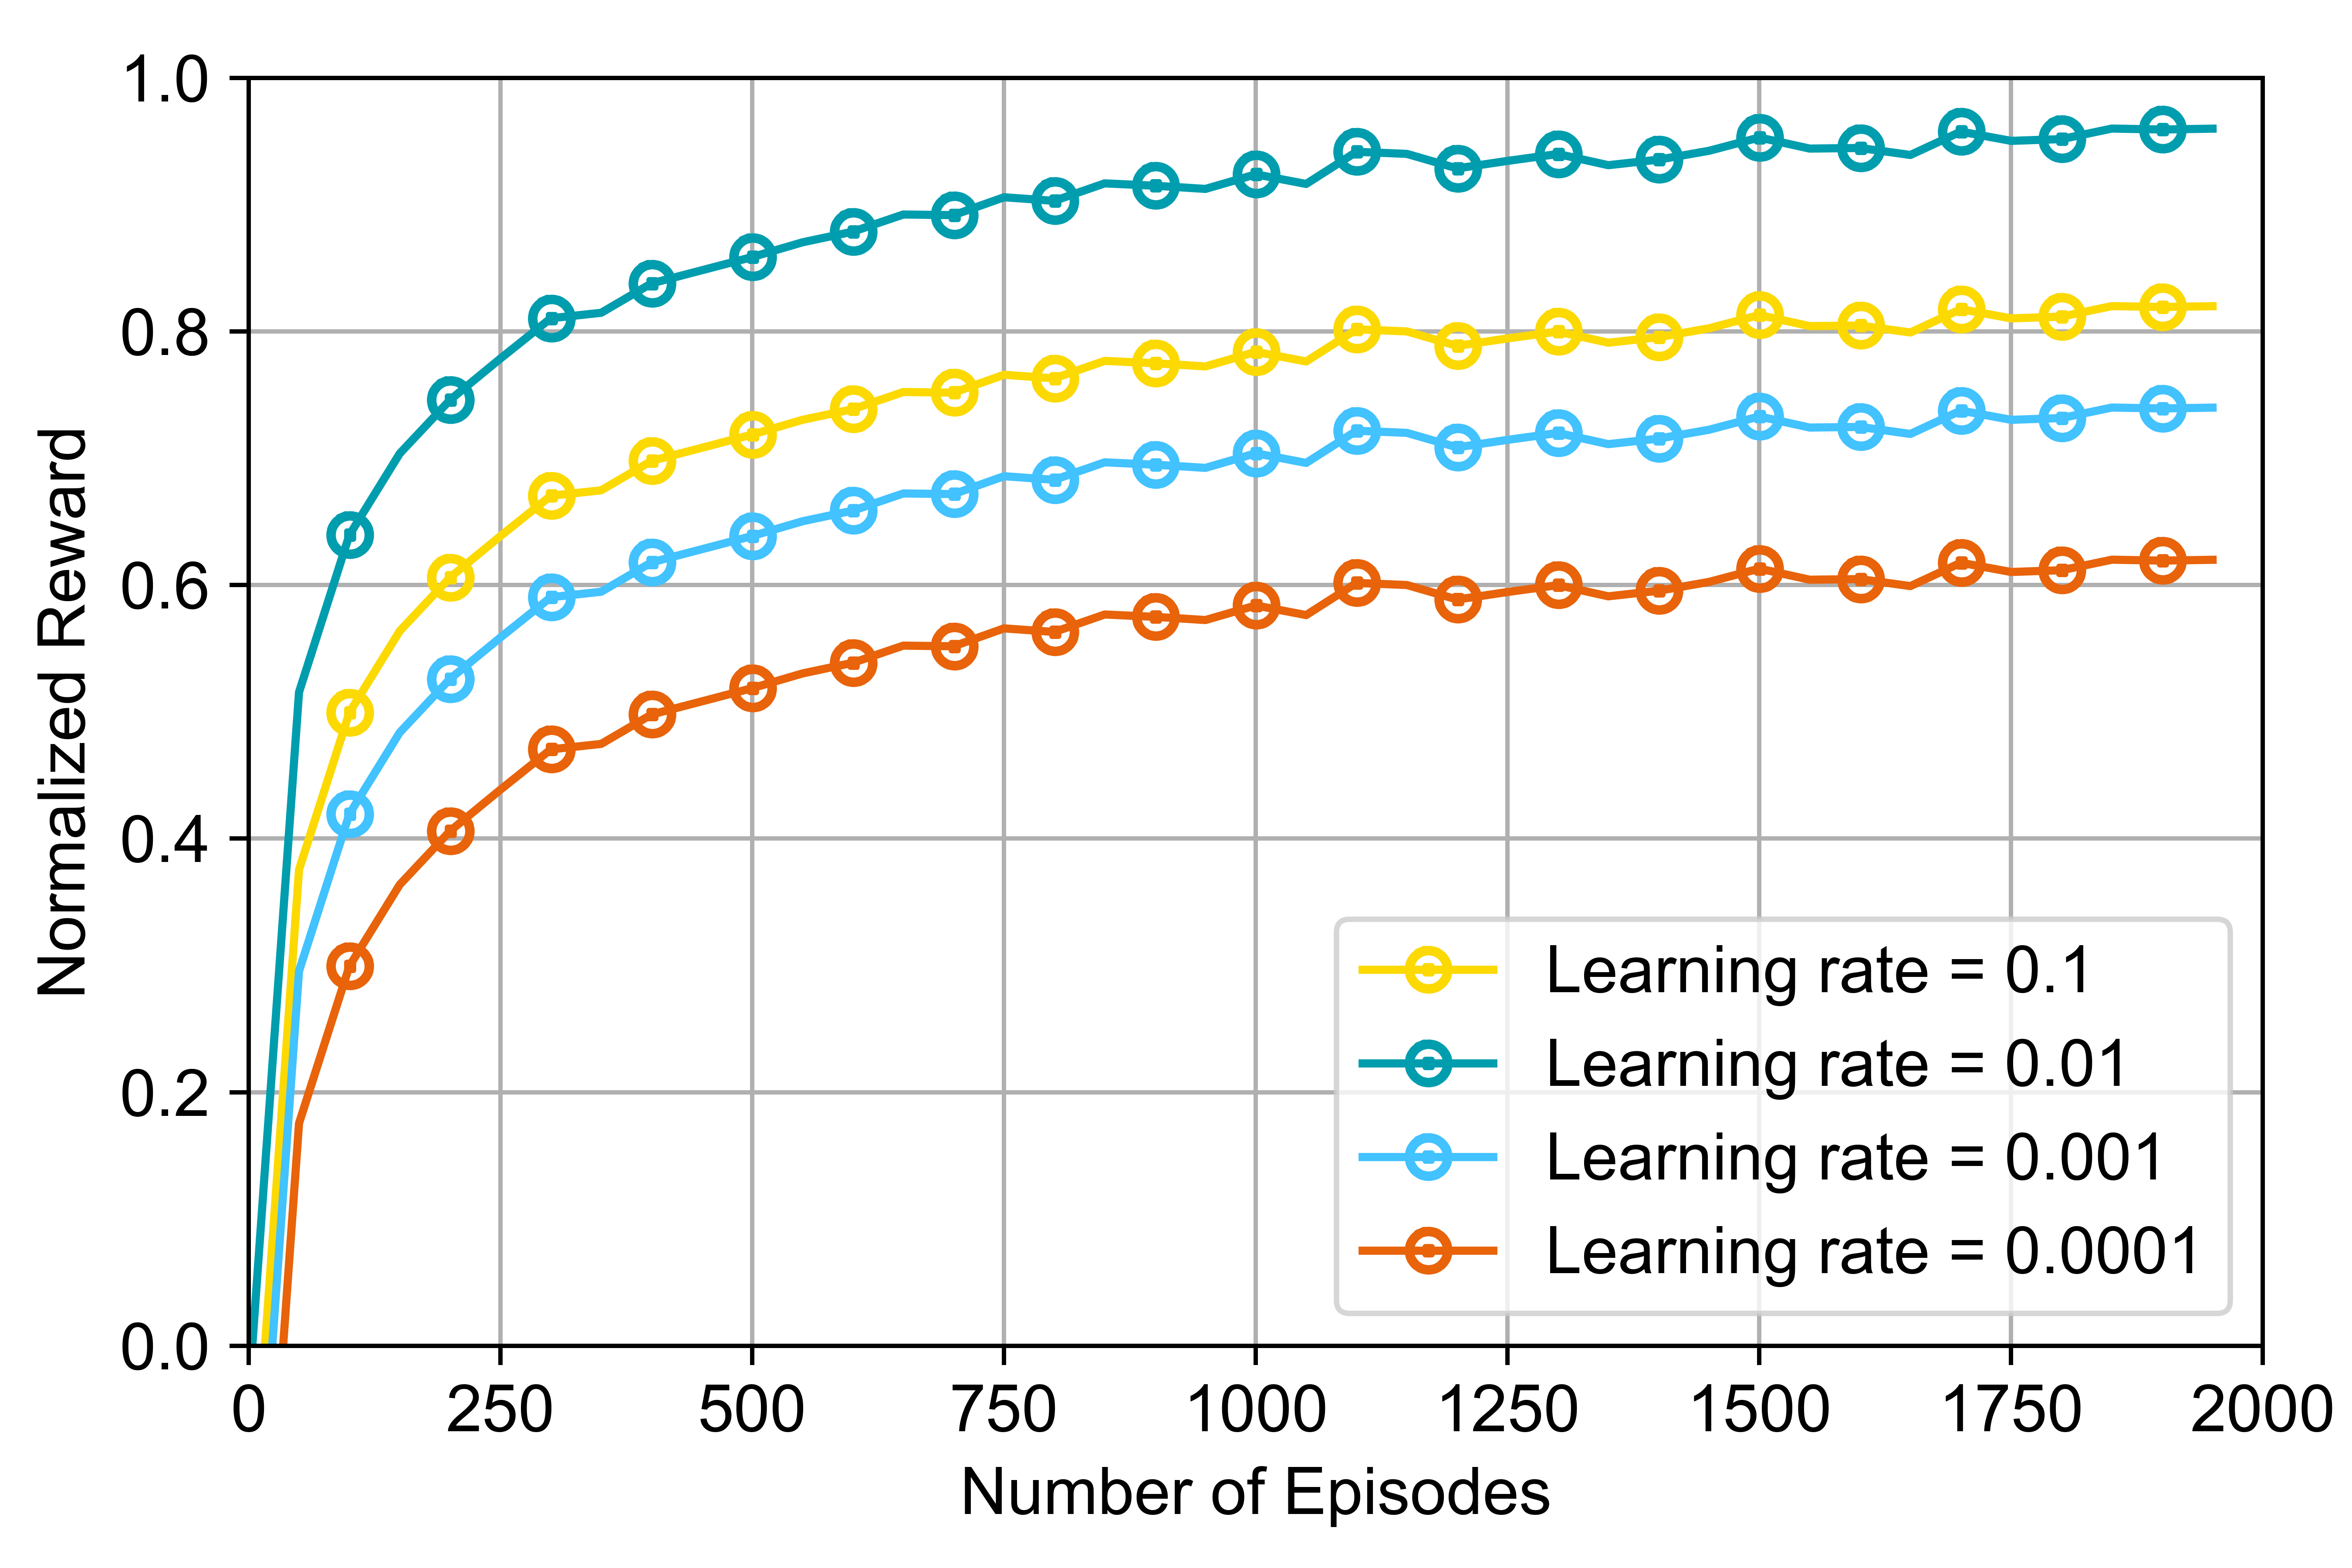 1.0
0.8
0.6
0.4
0.2
0.0
Normalized Reward
Learning rate = 0.1
Learning rate = 0.01
Learning rate = 0.001
Learning rate = 0.0001
0 250 500 750 1000 1250 1500 1750 2000
Number of Episodes